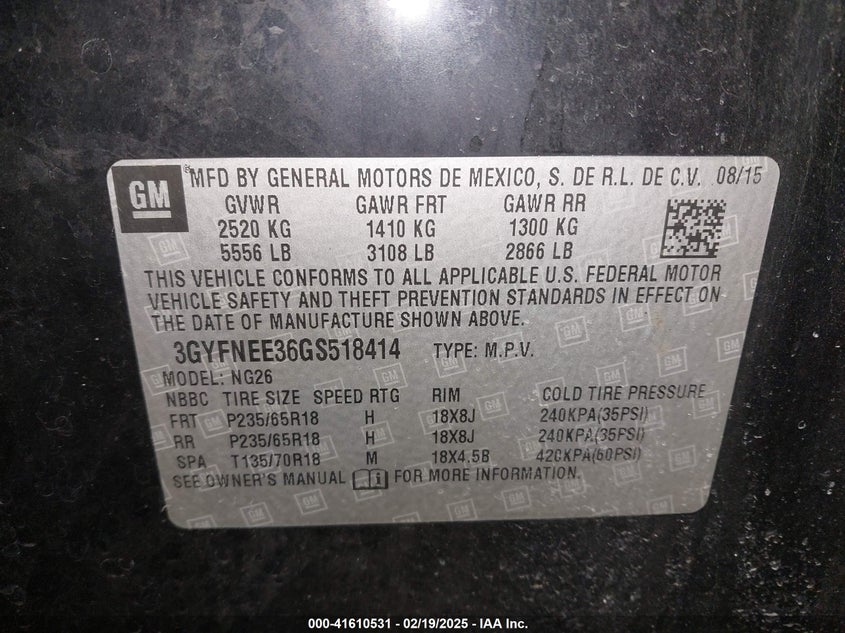 GM ® MFD BY GENERAL MOTORS DE MEXICO, S. DE R.L. DE C.V. 08/15
GVWR GAWR FRT GAWR RR
2520 KG 1410 KG 1300 KG
5556 LB 3108 LB 2866 LB
THIS VEHICLE CONFORMS TO ALL APPLICABLE U.S. FEDERAL MOTOR
VEHICLE SAFETY AND THEFT PREVENTION STANDARDS IN EFFECT ON
THE DATE OF MANUFACTURE SHOWN ABOVE.
3GYFNEE36GS518414 TYPE: M.P.V.
MODEL: NG26
NBBC TIRE SIZE SPEED RTG RIM COLD TIRE PRESSURE
FRT P235/65R18 H 18X8J 240KPA(35PSI)
RR P235/65R18 H 18X8J 240KPA(35PSI)
SPA T135/70R18 M 18X4.5B 420KPA(60PSI)
SEE OWNER'S MANUAL FOR MORE INFORMATION.
000-41610531 - 02/19/2025 - IAA Inc.